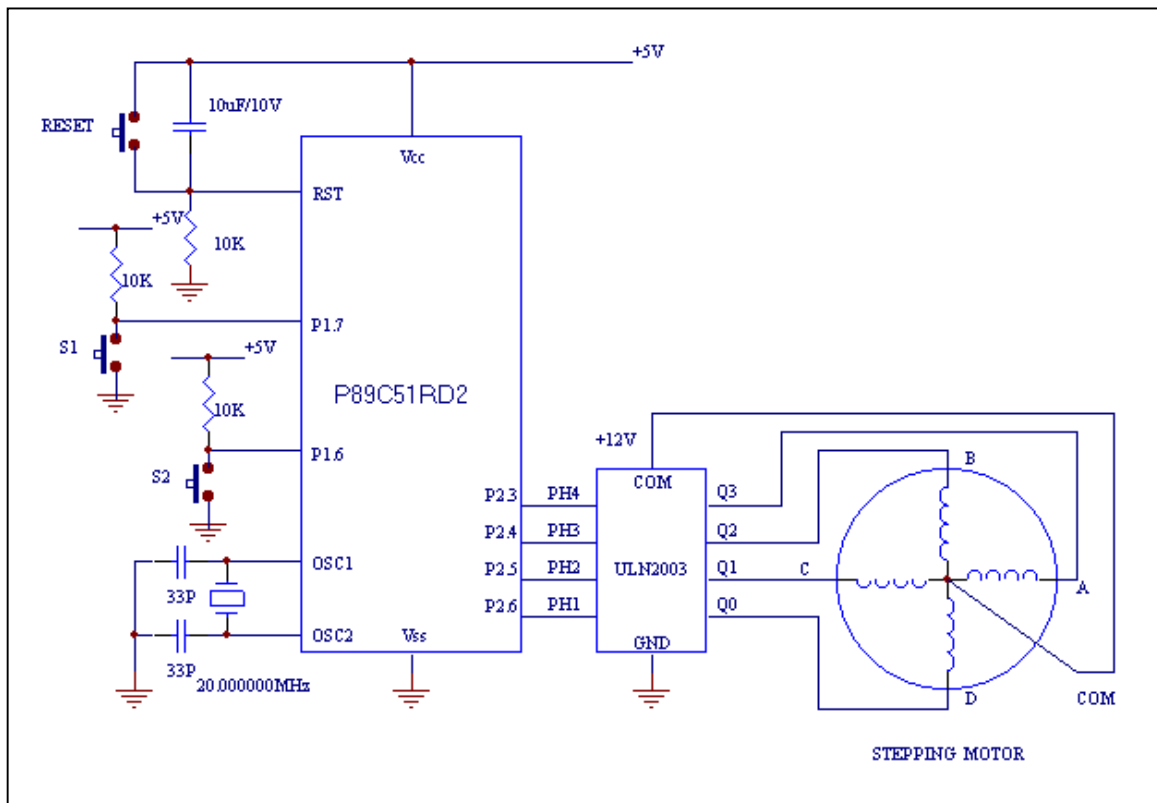 +5V
10uF/10V
RESET
Vcc
RST
+5V
10K
10K
P1.7
S1
+5V
P89C51RD2
10K
+12V
P1.6
B
S2
COM
P2.3
PH4
Q3
P2.4
PH3
Q2
OSC1
P2.5
PH2
ULN2003
Q1
C
A
33P
P2.6
PH1
Q0
OSC2
Vss
GND
33P
20.000000MHz
D
COM
STEPPING MOTOR